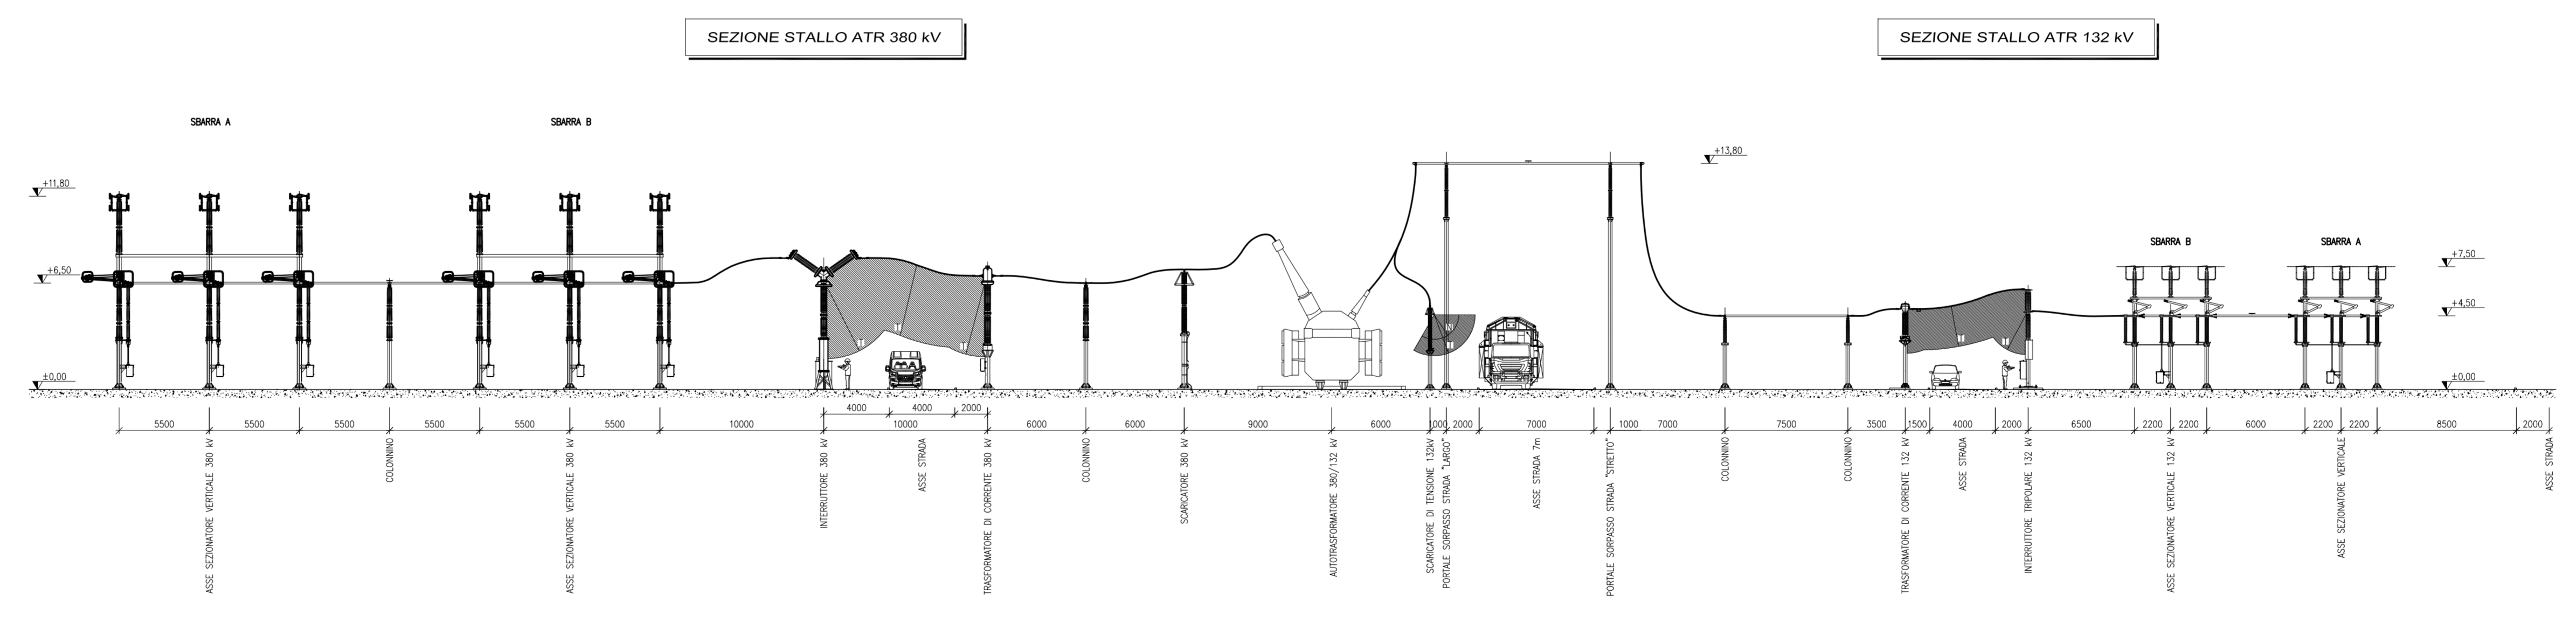 SEZIONE STALLO ATR 380 kV
SEZIONE STALLO ATR 132 kV
SBARRA A
SBARRA B
+13,80
+11,80
+6,50
±0,00
SBARRA B
SBARRA A
+7,50
+4,50
±0,00
4000
4000
2000
5500
5500
5500
5500
5500
5500
10000
10000
6000
6000
9000
6000
1000
2000
7000
1000
7000
7500
3500
1500
4000
2000
6500
2200
2200
6000
2200
2200
8500
2000
ASSE SEZIONATORE VERTICALE 380 kV
COLONNINO
ASSE SEZIONATORE VERTICALE 380 kV
INTERRUTTORE 380 kV
ASSE STRADA
TRASFORMATORE DI CORRENTE 380 kV
COLONNINO
SCARICATORE 380 kV
AUTOTRASFORMATORE 380/132 kV
SCARICATORE DI TENSIONE 132kV
PORTALE SORPASSO STRADA "LARGO"
ASSE STRADA 7m
PORTALE SORPASSO STRADA "STRETTO"
COLONNINO
COLONNINO
TRASFORMATORE DI CORRENTE 132 kV
ASSE STRADA
INTERRUTTORE TRIPOLARE 132 kV
ASSE SEZIONATORE VERTICALE 132 kV
ASSE SEZIONATORE VERTICALE
ASSE STRADA